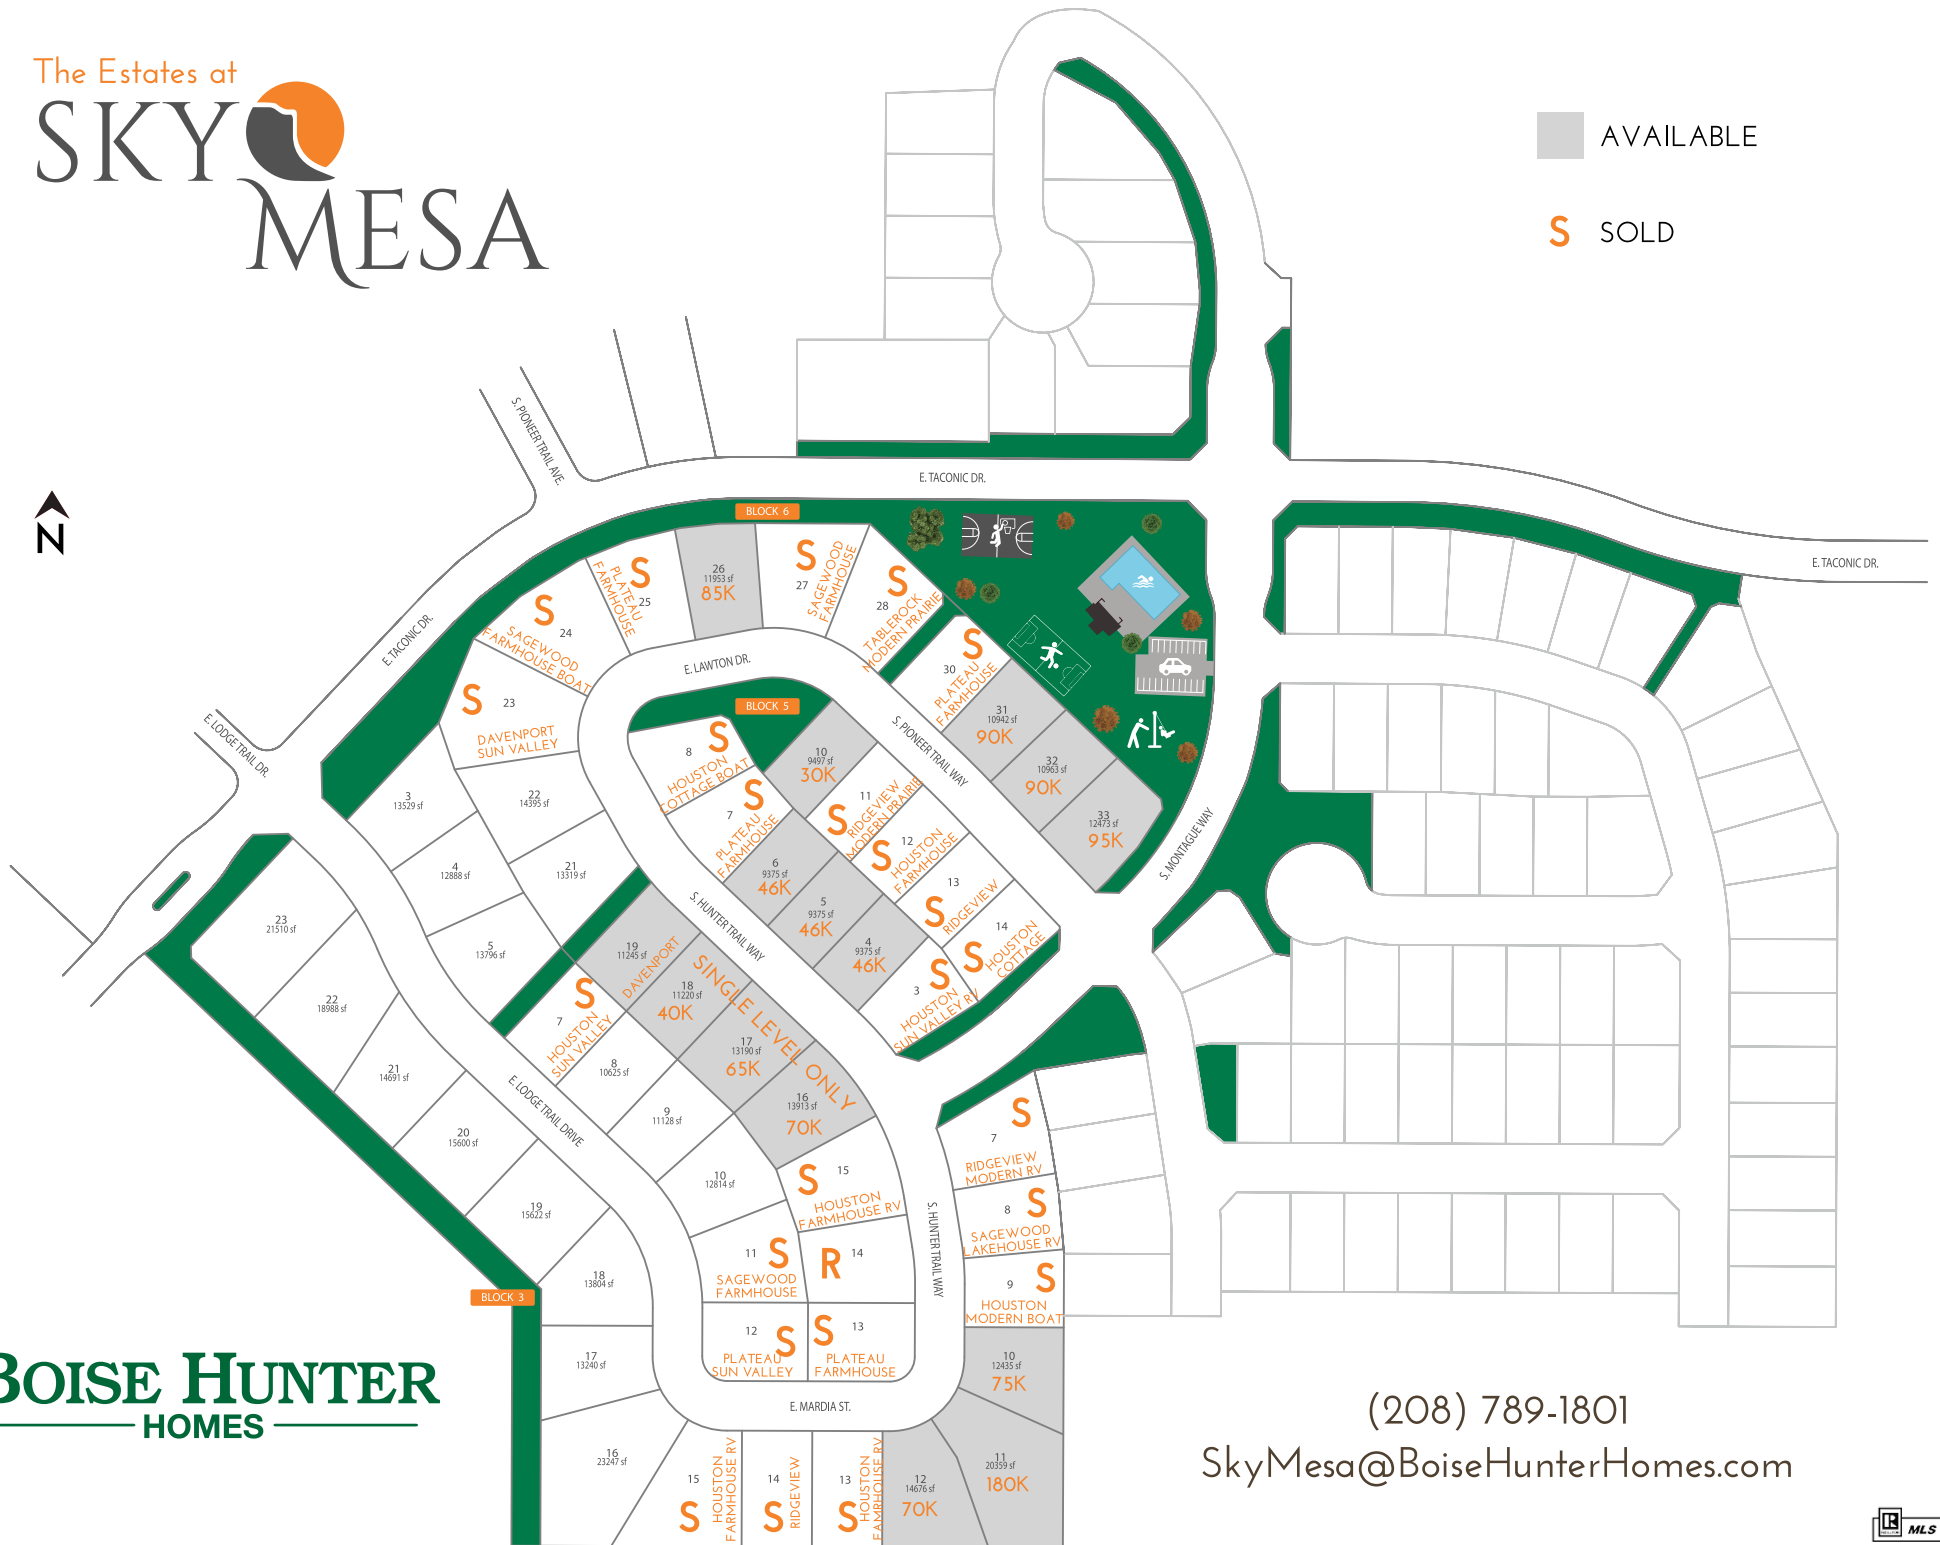 The Estates at
SKY
MESA
AVAILABLE
S SOLD
N
S. PIONEER TRAIL AVE.
E. TACONIC DR.
E. TACONIC DR.
E. TACONIC DR.
E. LODGE TRAIL DR.
BLOCK 6
26
11953 sf
85K
S
27
SAGEWOOD
FARMHOUSE
S
28
TABLEROCK
MODERN PRAIRIE
S
25
PLATEAU
FARMHOUSE
S
24
SAGEWOOD
FARMHOUSE BOAT
S
23
DAVENPORT
SUN VALLEY
S
30
PLATEAU
FARMHOUSE
31
10942 sf
90K
32
10963 sf
90K
33
12473 sf
95K
E. LAWTON DR.
S. PIONEER TRAIL WAY
S. MONTAGUE WAY
BLOCK 5
8
S
HOUSTON
COTTAGE BOAT
7
S
PLATEAU
FARMHOUSE
10
9497 sf
30K
11
S
RIDGEVIEW
MODERN PRAIRIE
12
S
HOUSTON
FARMHOUSE
13
S
RIDGEVIEW
14
S
HOUSTON
COTTAGE
6
9375 sf
46K
5
9375 sf
46K
4
9375 sf
46K
3
S
HOUSTON
SUN VALLEY RV
S. HUNTER TRAIL WAY
3
13529 sf
22
14395 sf
4
12888 sf
21
13319 sf
5
13796 sf
19
11245 sf
DAVENPORT
18
11220 sf
40K
17
13190 sf
65K
16
13913 sf
70K
SINGLE LEVEL ONLY
7
S
HOUSTON
SUN VALLEY
8
10625 sf
9
11128 sf
10
12814 sf
E. LODGE TRAIL DRIVE
23
21510 sf
22
18988 sf
21
14691 sf
20
15600 sf
19
15622 sf
18
13804 sf
17
13240 sf
16
23247 sf
BLOCK 3
15
S
HOUSTON
FARMHOUSE RV
11
S
SAGEWOOD
FARMHOUSE
R
14
12
S
PLATEAU
SUN VALLEY
S
13
PLATEAU
FARMHOUSE
S. HUNTER TRAIL WAY
E. MARDIA ST.
S
7
RIDGEVIEW
MODERN RV
8
S
SAGEWOOD
LAKEHOUSE RV
9
S
HOUSTON
MODERN BOAT
10
12435 sf
75K
11
20359 sf
180K
12
14676 sf
70K
15
S
HOUSTON
FARMHOUSE RV
14
S
RIDGEVIEW
13
S
HOUSTON
FAMRHOUSE RV
BOISE HUNTER
HOMES
(208) 789-1801
SkyMesa@BoiseHunterHomes.com
R
MLS